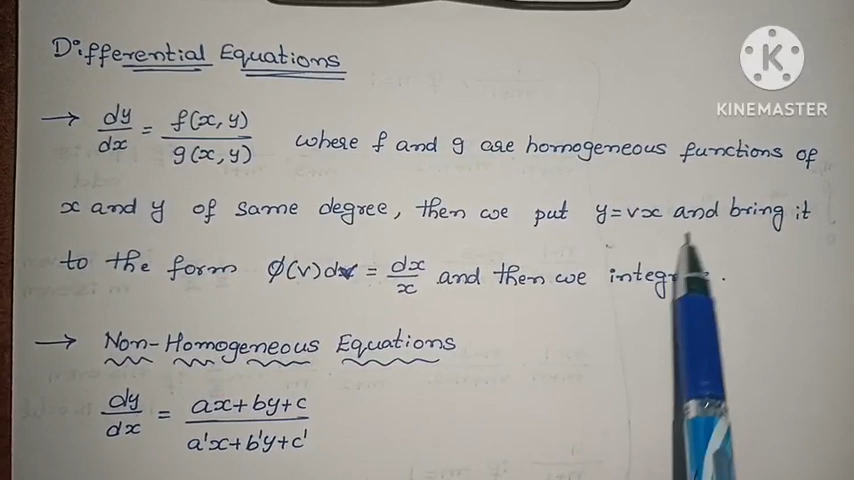 Differential Equations
KINEMASTER
→ dy/dx = f(x, y)/g(x, y) where f and g are homogeneous functions of
x and y of same degree, then we put y=vx and bring it
to the form ϕ(v)dv = dx/x and then we
→ Non-Homogeneous Equations
dy/dx = ax+by+c/a'x+b'y+c'